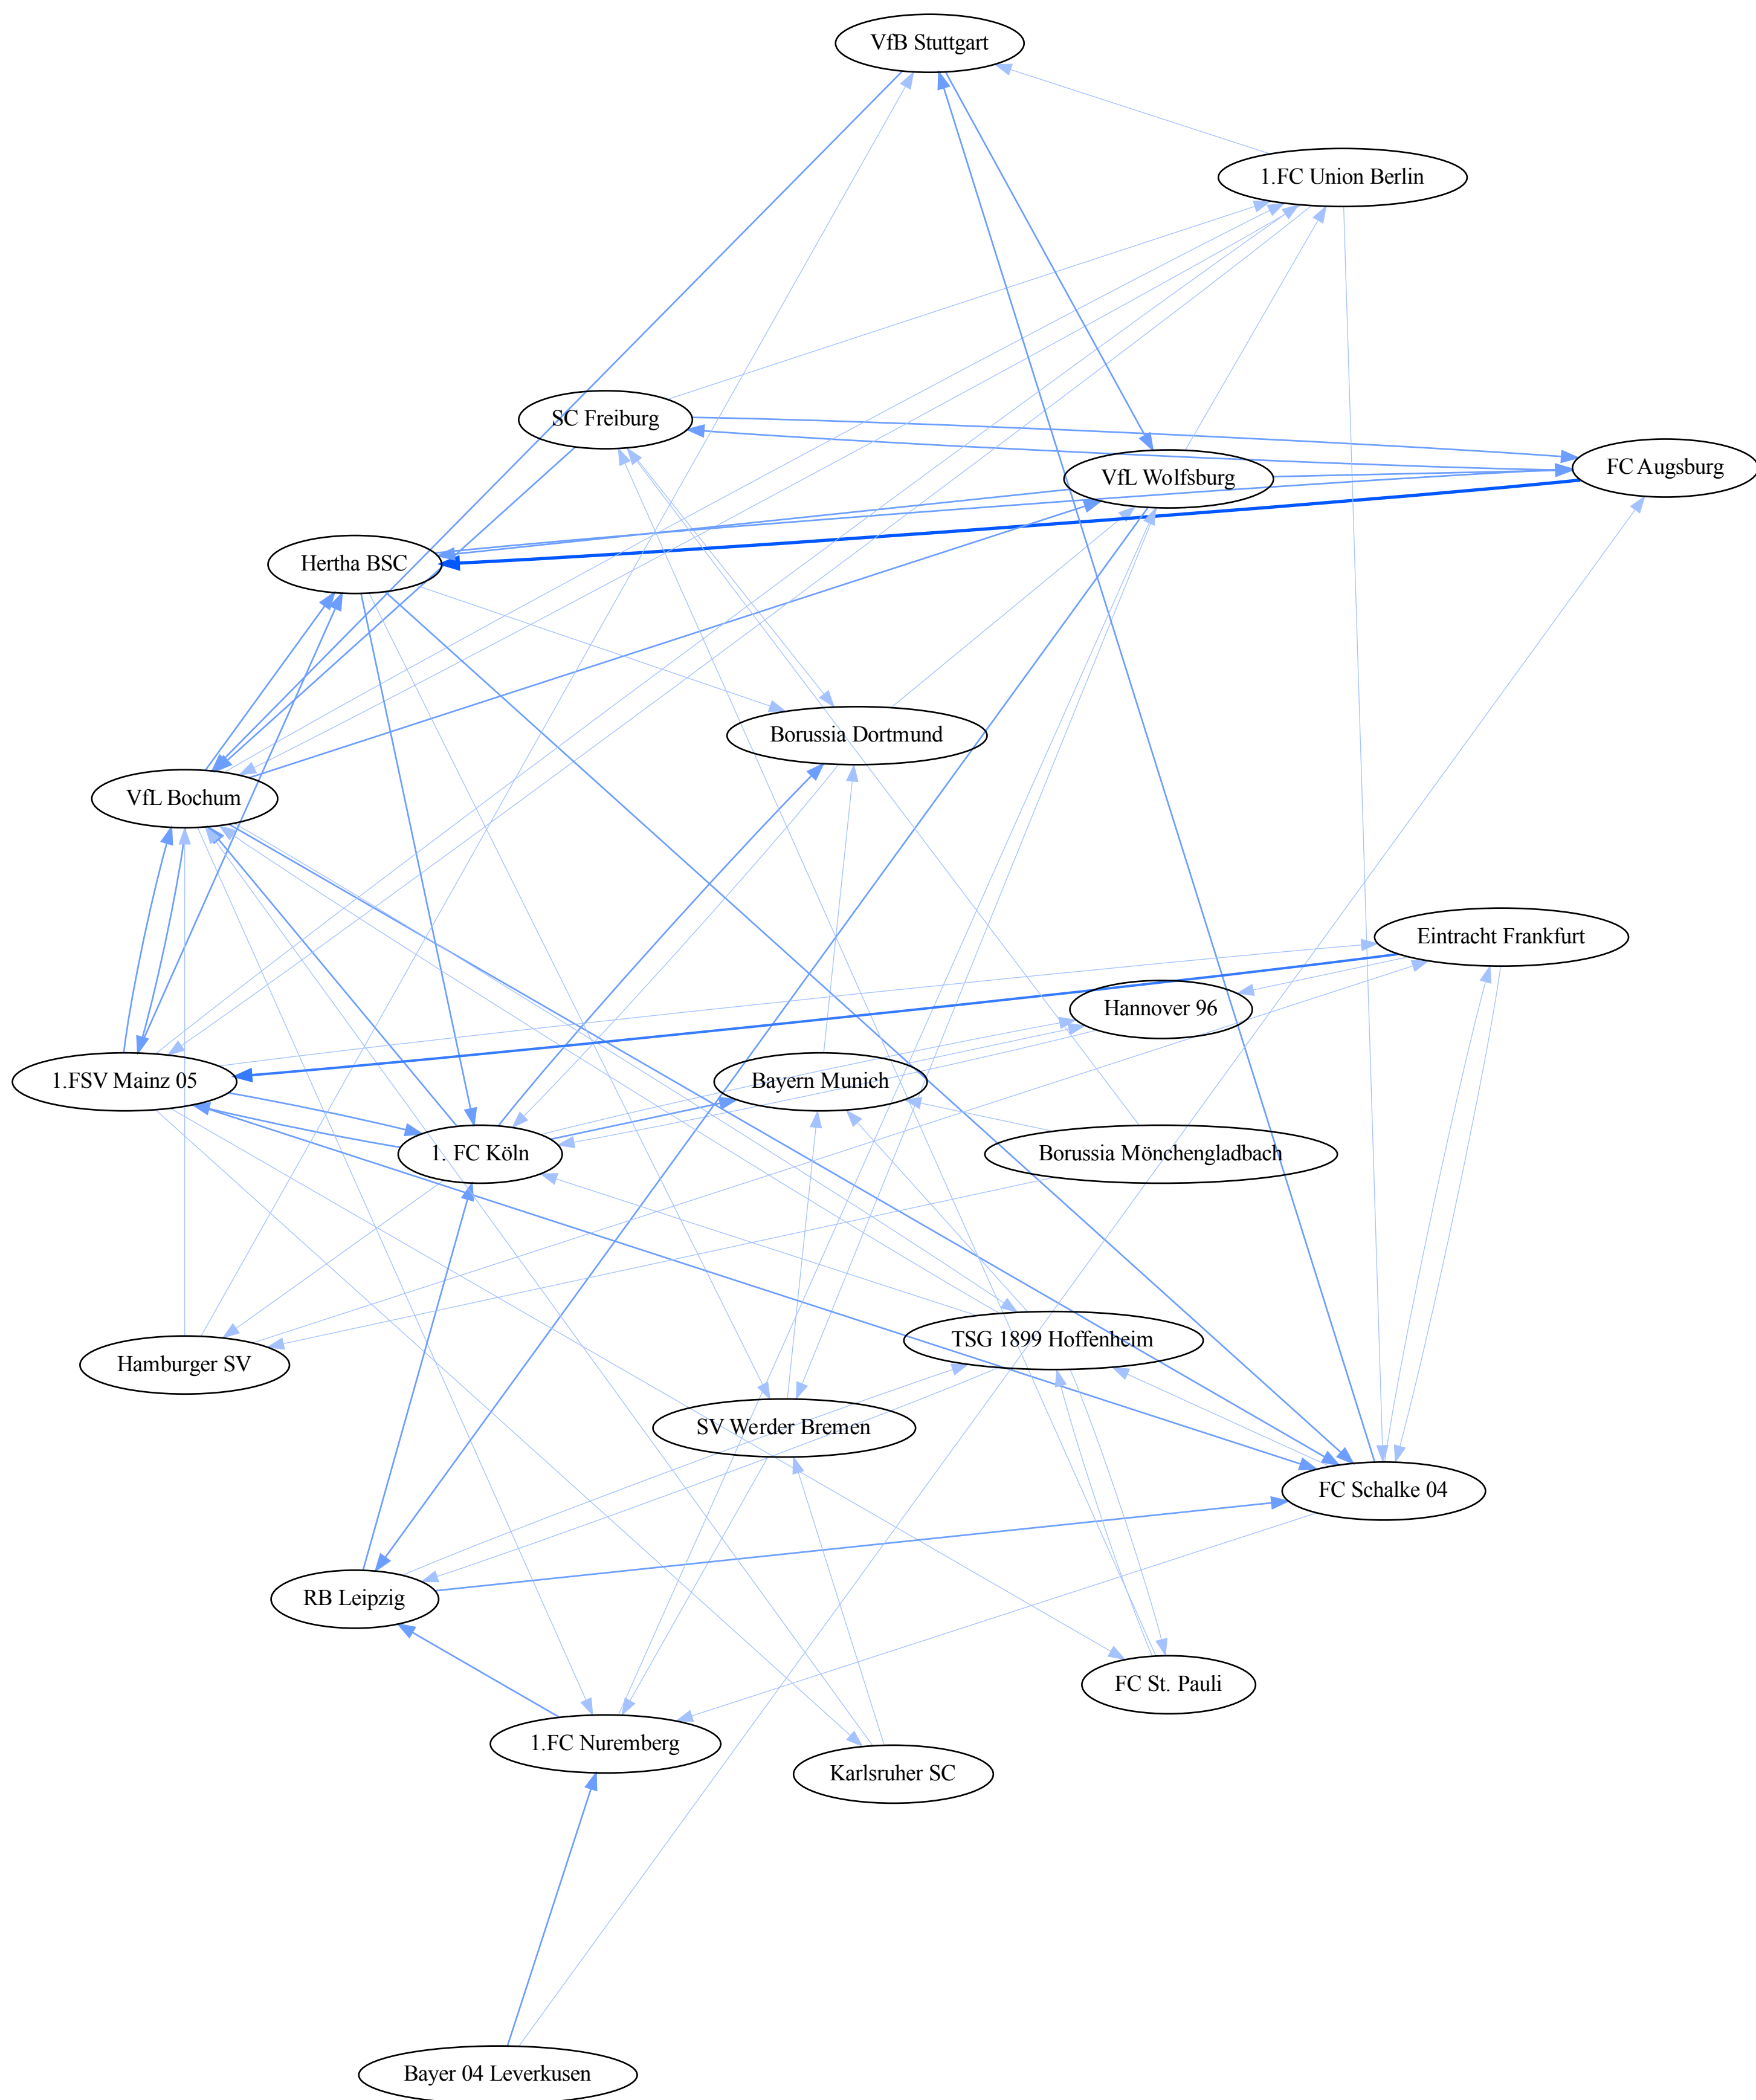 VfB Stuttgart
1.FC Union Berlin
SC Freiburg
FC Augsburg
VfL Wolfsburg
Hertha BSC
Borussia Dortmund
VfL Bochum
Eintracht Frankfurt
Hannover 96
1.FSV Mainz 05
Bayern Munich
1. FC Köln
Borussia Mönchengladbach
TSG 1899 Hoffenheim
Hamburger SV
SV Werder Bremen
FC Schalke 04
RB Leipzig
FC St. Pauli
1.FC Nuremberg
Karlsruher SC
Bayer 04 Leverkusen